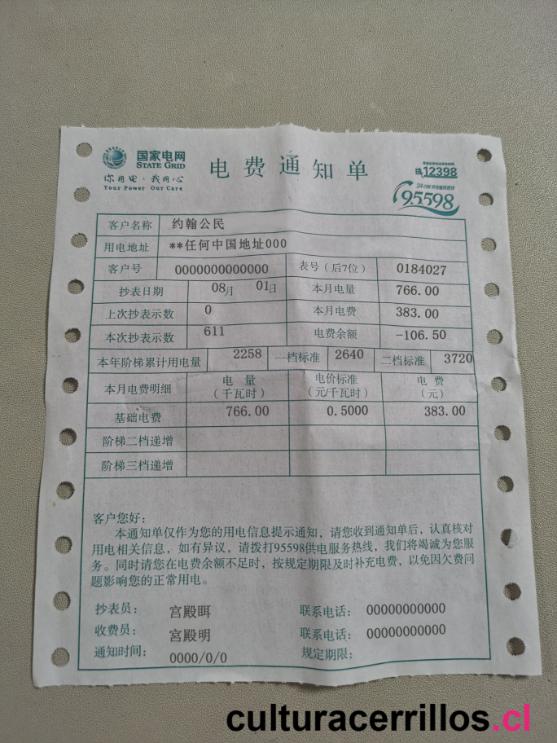 国家电网
STATE GRID
你用电·我用心
Your Power Our Care
电费通知单
12398
95598
客户名称 约翰公民
用电地址 **任何中国地址000
客户号 0000000000000 表号（后7位） 0184027
抄表日期 08月 01日 本月电量 766.00
上次抄表示数 0 本月电费 383.00
本次抄表示数 611 电费余额 -106.50
本年阶梯累计用电量 2258 一档标准 2640 二档标准 3720
本月电费明细 电 量（千瓦时） 电价标准（元/千瓦时） 电 费（元）
基础电费 766.00 0.5000 383.00
阶梯二档递增
阶梯三档递增
客户您好：
本通知单仅作为您的用电信息提示通知，请您收到通知单后，认真核对
用电相关信息，如有异议，请拨打95598供电服务热线，我们将竭诚为您服
务。同时请您在电费余额不足时，按规定期限及时补充电费，以免因欠费问
题影响您的正常用电。
抄表员： 宫殿眲 联系电话： 00000000000
收费员： 宫殿明 联系电话： 00000000000
通知时间： 0000/0/0 规定期限：
culturacerrillos.cl